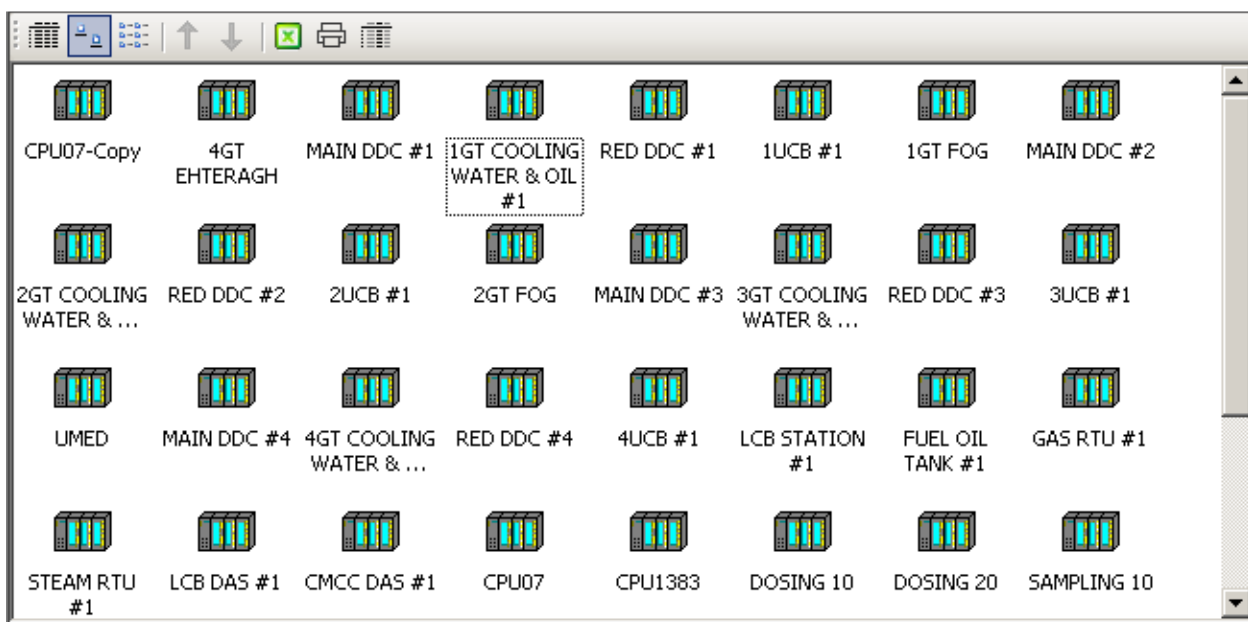 CPU07-Copy
4GT
EHTERAGH
MAIN DDC #1
1GT COOLING
WATER & OIL
#1
RED DDC #1
1UCB #1
1GT FOG
MAIN DDC #2
2GT COOLING
WATER & ...
RED DDC #2
2UCB #1
2GT FOG
MAIN DDC #3
3GT COOLING
WATER & ...
RED DDC #3
3UCB #1
UMED
MAIN DDC #4
4GT COOLING
WATER & ...
RED DDC #4
4UCB #1
LCB STATION
#1
FUEL OIL
TANK #1
GAS RTU #1
STEAM RTU
#1
LCB DAS #1
CMCC DAS #1
CPU07
CPU1383
DOSING 10
DOSING 20
SAMPLING 10